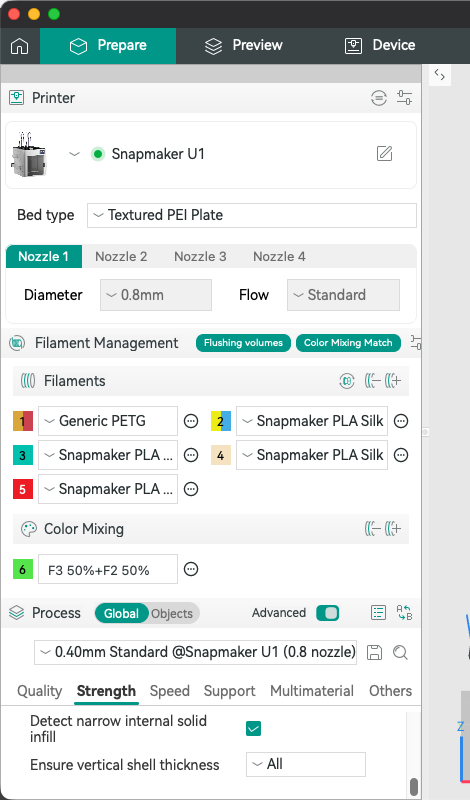 Prepare
Preview
Device
Printer
Snapmaker U1
Bed type
Textured PEI Plate
Nozzle 1 Nozzle 2 Nozzle 3 Nozzle 4
Diameter 0.8mm Flow Standard
Filament Management Flushing volumes Color Mixing Match
Filaments
1 Generic PETG 2 Snapmaker PLA Silk
3 Snapmaker PLA ... 4 Snapmaker PLA Silk
5 Snapmaker PLA ...
Color Mixing
6 F3 50%+F2 50%
Process Global Objects Advanced
0.40mm Standard @Snapmaker U1 (0.8 nozzle)
Quality Strength Speed Support Multimaterial Others
Detect narrow internal solid
infill
Ensure vertical shell thickness All
Z